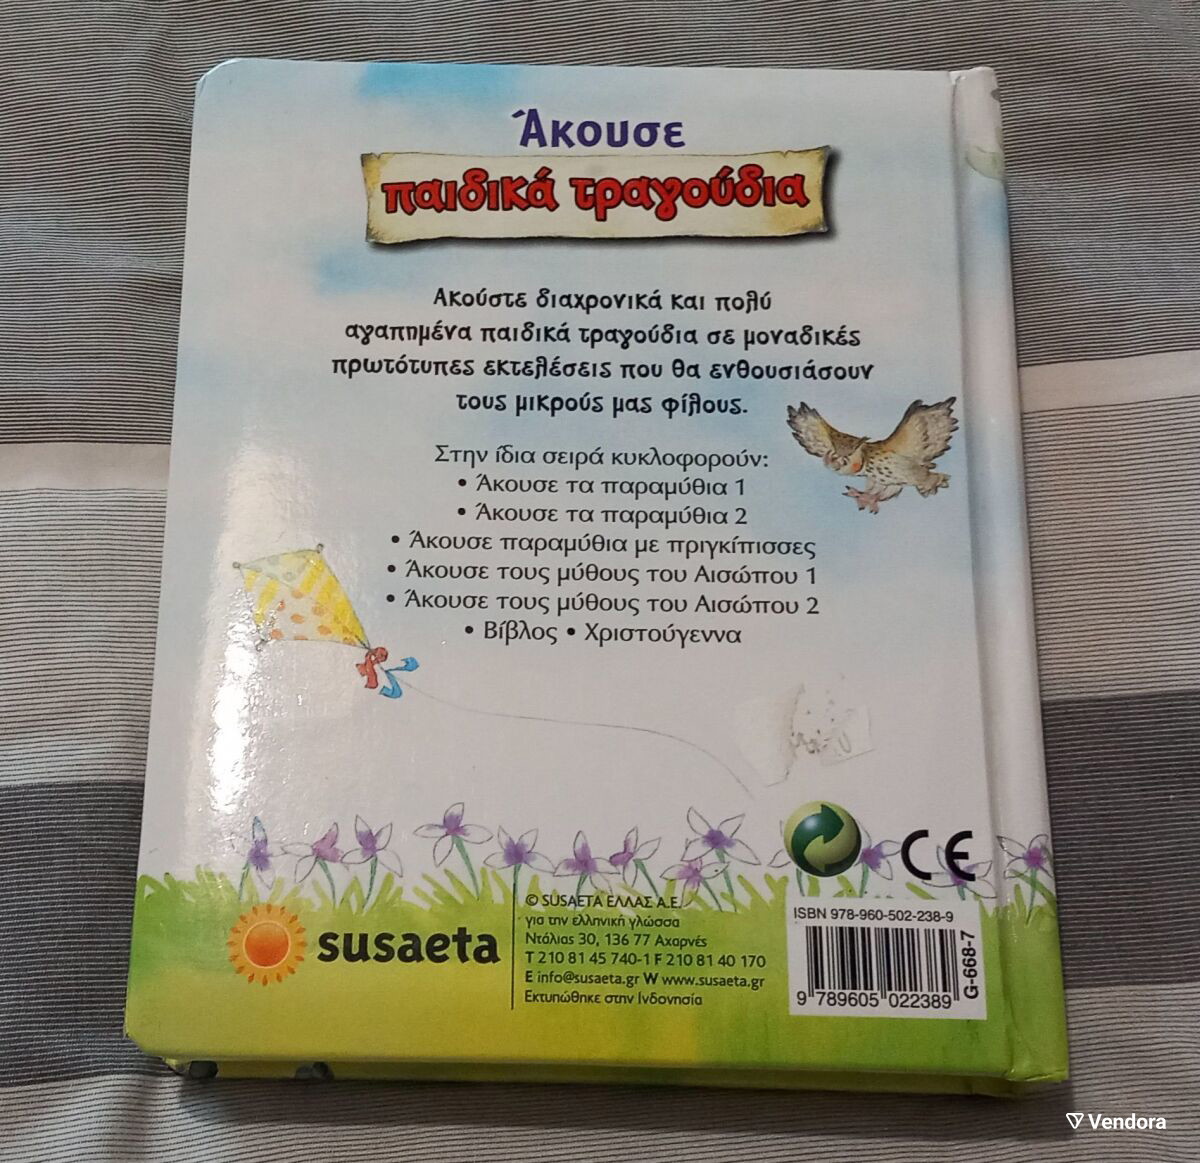 Άκουσε
παιδικά τραγούδια
Ακούστε διαχρονικά και πολύ
αγαπημένα παιδικά τραγούδια σε μοναδικές
πρωτότυπες εκτελέσεις που θα ενθουσιάσουν
τους μικρούς μας φίλους.
Στην ίδια σειρά κυκλοφορούν:
• Άκουσε τα παραμύθια 1
• Άκουσε τα παραμύθια 2
• Άκουσε παραμύθια με πριγκίπισσες
• Άκουσε τους μύθους του Αισώπου 1
• Άκουσε τους μύθους του Αισώπου 2
• Βίβλος • Χριστούγεννα
CE
susaeta
© SUSAETA ΕΛΛΑΣ Α.Ε.
για την ελληνική γλώσσα
Ντάλιας 30, 136 77 Αχαρνές
T 210 81 45 740-1 F 210 81 40 170
E info@susaeta.gr W www.susaeta.gr
Εκτυπώθηκε στην Ινδονησία
ISBN 978-960-502-238-9
9 789605 022389
G-668-7
Vendora